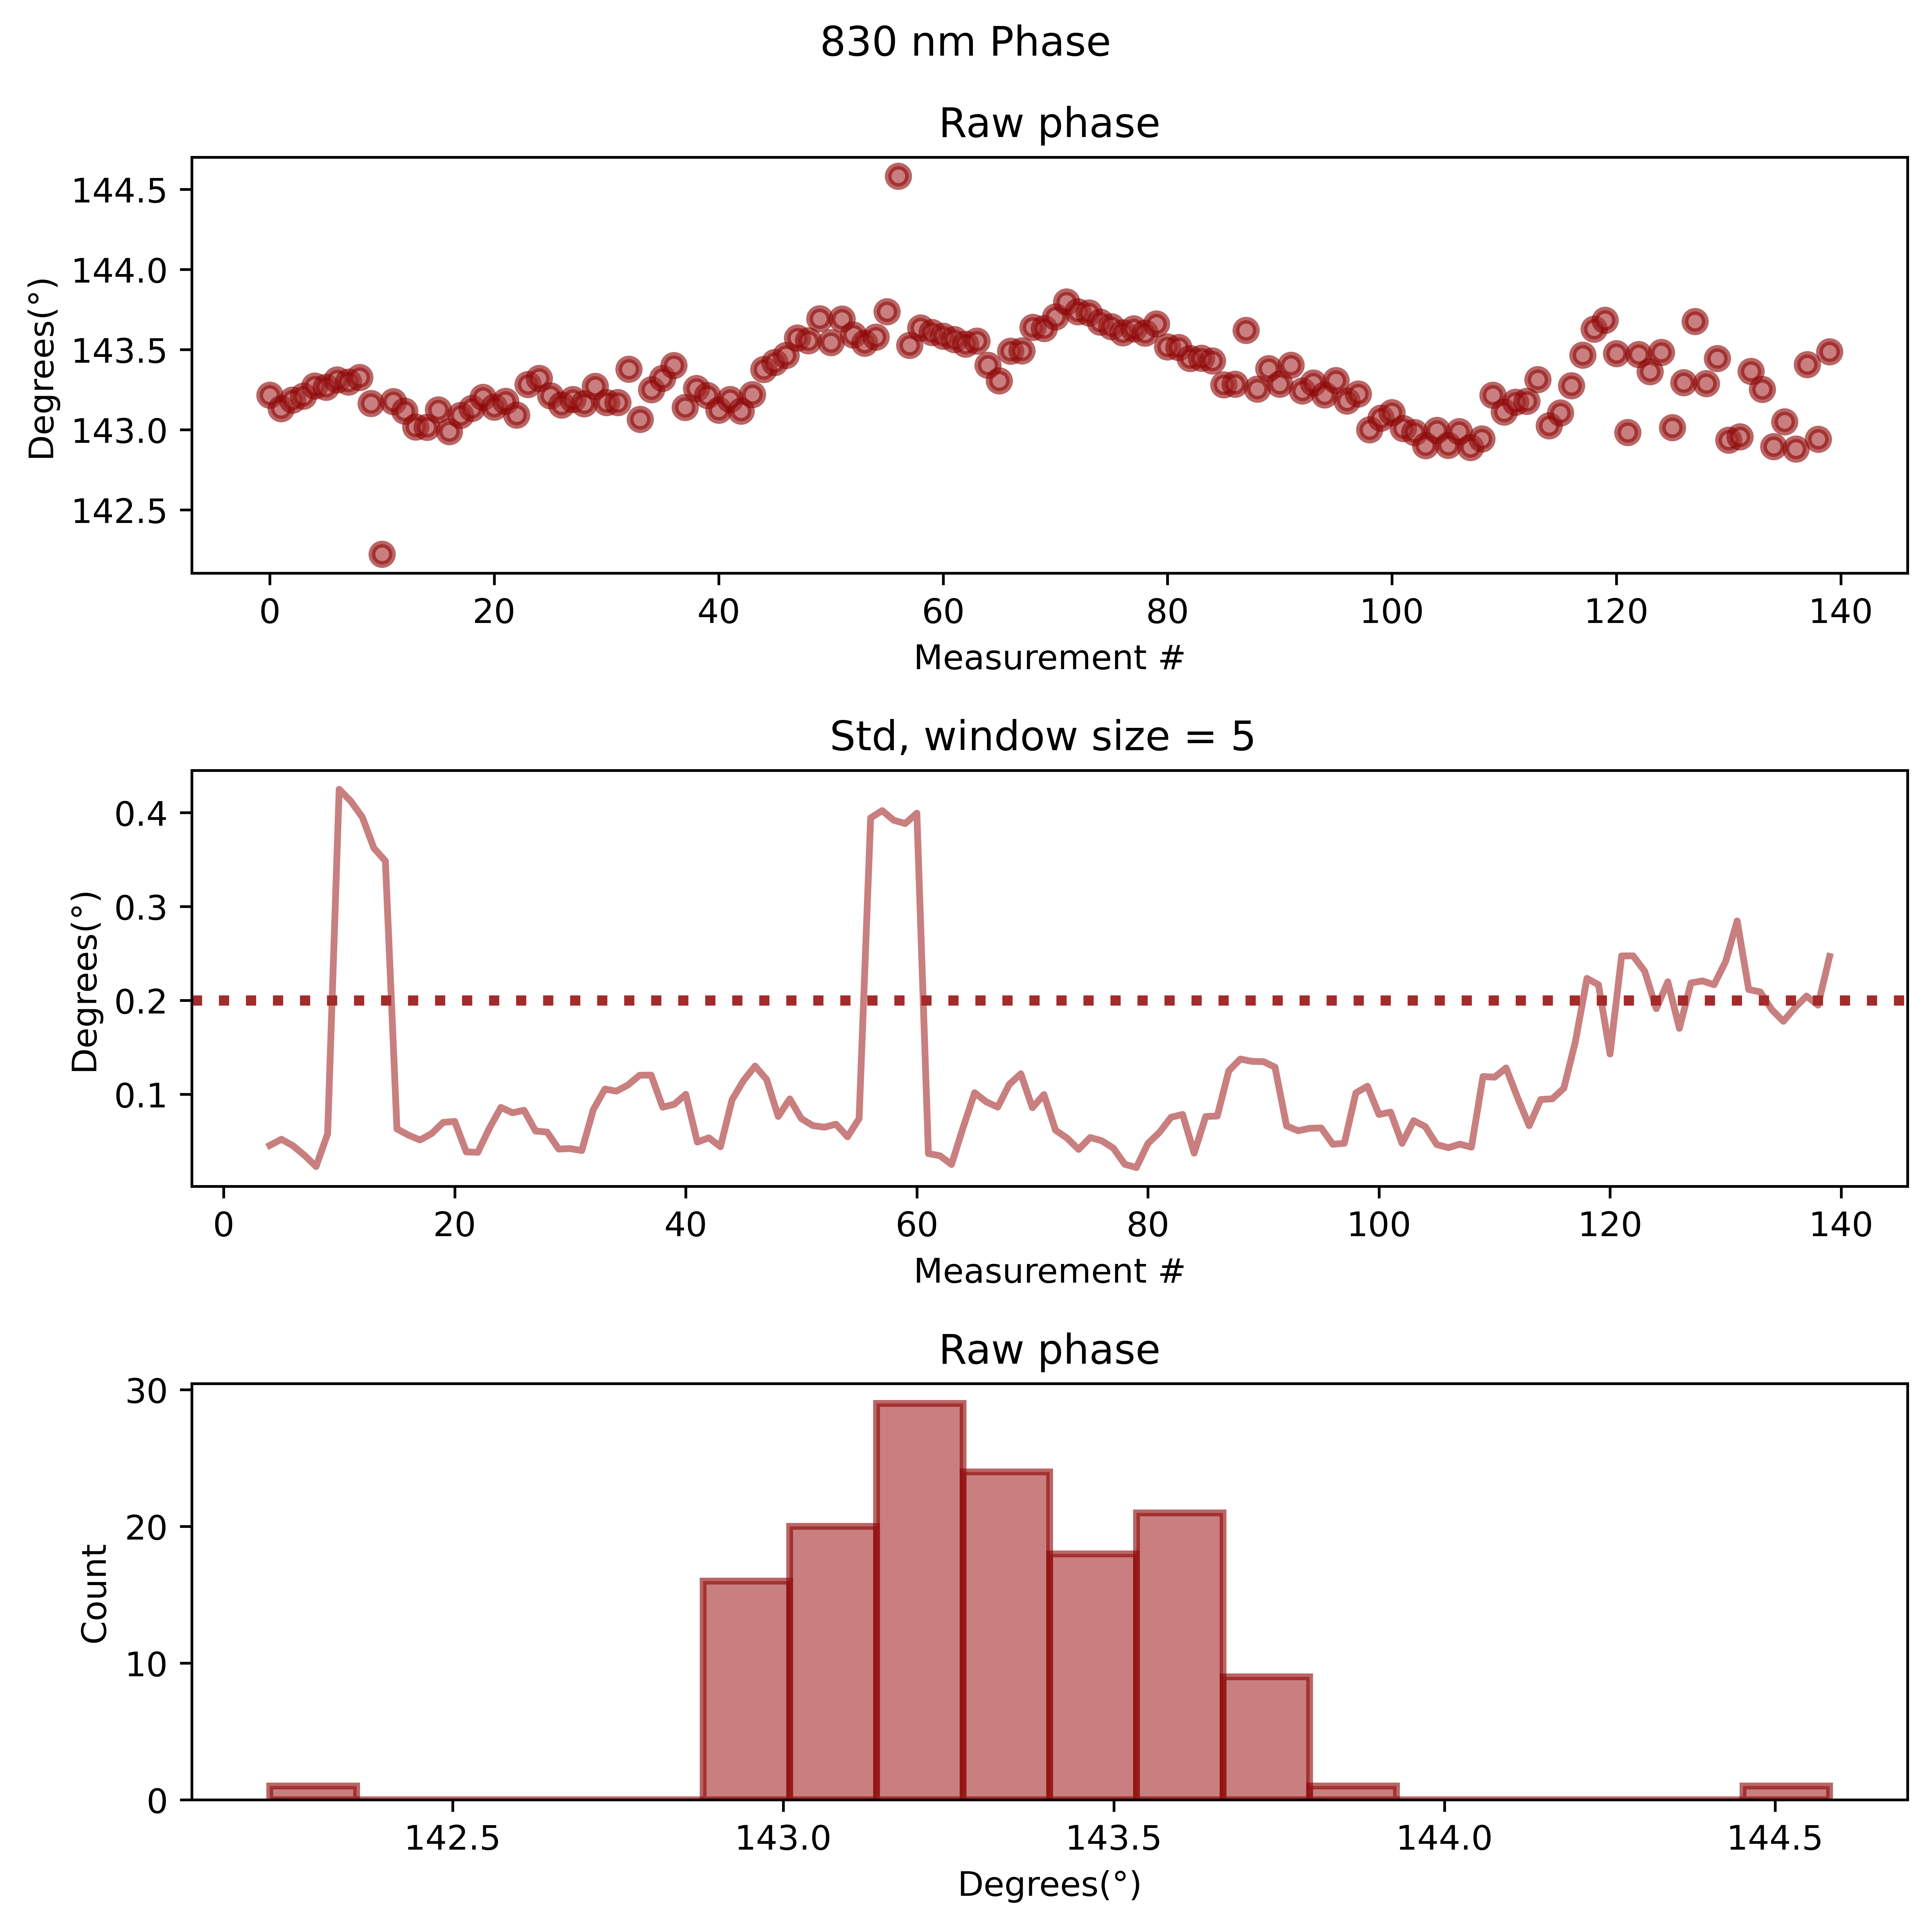 830 nm Phase
Raw phase
144.5
144.0
143.5
143.0
142.5
Degrees(°)
0 20 40 60 80 100 120 140
Measurement #
Std, window size = 5
0.4
0.3
0.2
0.1
Degrees(°)
0 20 40 60 80 100 120 140
Measurement #
Raw phase
30
20
10
0
Count
142.5 143.0 143.5 144.0 144.5
Degrees(°)